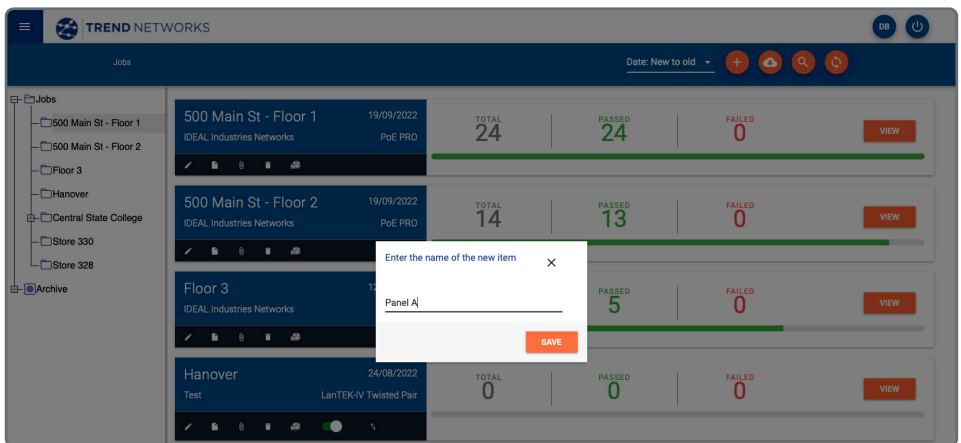 TREND NETWORKS
DB
Jobs
Date: New to old
Jobs
500 Main St - Floor 1
500 Main St - Floor 2
Floor 3
Hanover
Central State College
Store 330
Store 328
Archive
500 Main St - Floor 1
19/09/2022
IDEAL Industries Networks
PoE PRO
TOTAL
24
PASSED
24
FAILED
0
VIEW
500 Main St - Floor 2
19/09/2022
IDEAL Industries Networks
PoE PRO
TOTAL
14
PASSED
13
FAILED
0
VIEW
Enter the name of the new item
Panel A
SAVE
Floor 3
IDEAL Industries Networks
PASSED
5
FAILED
0
VIEW
Hanover
24/08/2022
Test
LanTEK-IV Twisted Pair
TOTAL
0
PASSED
0
FAILED
0
VIEW